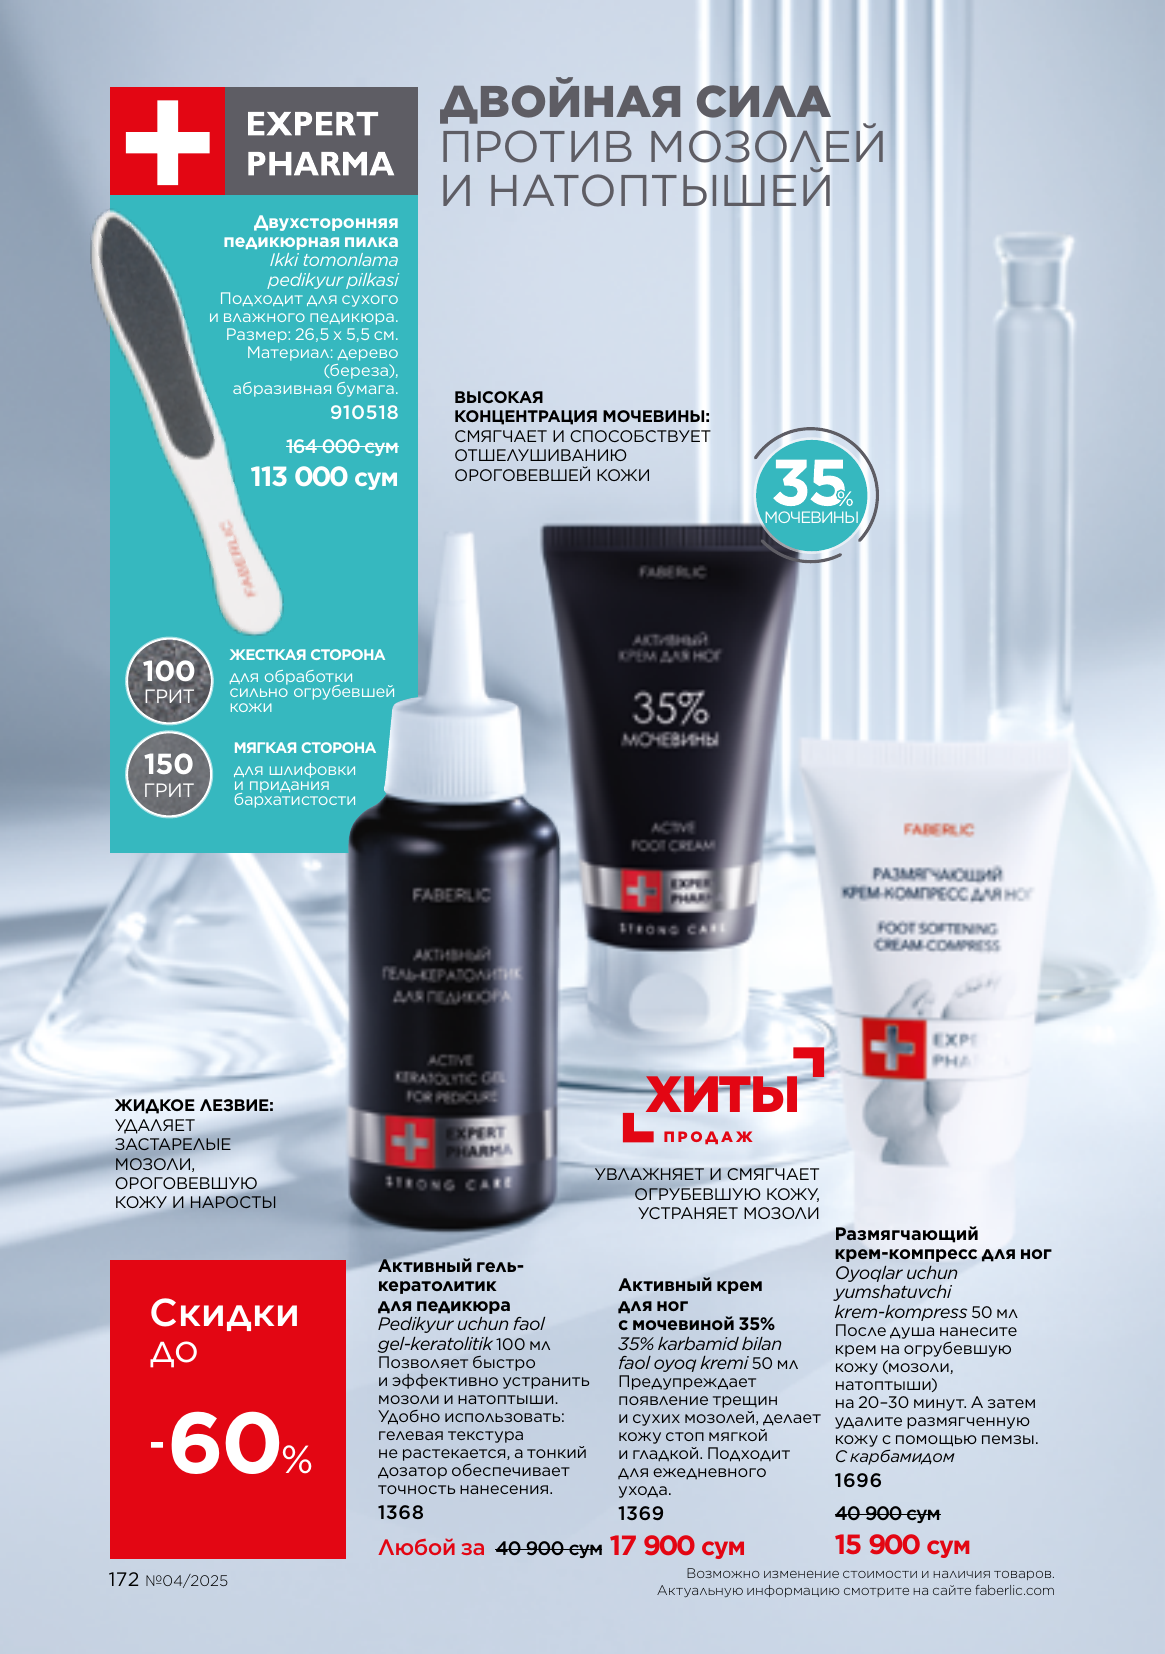 EXPERT
PHARMA
ДВОЙНАЯ СИЛА
ПРОТИВ МОЗОЛЕЙ
И НАТОПТЫШЕЙ
Двухсторонняя
педикюрная пилка
Ikki tomonlama
pedikyur pilkasi
Подходит для сухого
и влажного педикюра.
Размер: 26,5 х 5,5 см.
Материал: дерево
(береза),
абразивная бумага.
910518
164 000 сум
113 000 сум
FABERLIC
100
ГРИТ
ЖЕСТКАЯ СТОРОНА
для обработки
сильно огрубевшей
кожи
150
ГРИТ
МЯГКАЯ СТОРОНА
для шлифовки
и придания
бархатистости
ВЫСОКАЯ
КОНЦЕНТРАЦИЯ МОЧЕВИНЫ:
СМЯГЧАЕТ И СПОСОБСТВУЕТ
ОТШЕЛУШИВАНИЮ
ОРОГОВЕВШЕЙ КОЖИ
35%
МОЧЕВИНЫ
FABERLIC
АКТИВНЫЙ
КРЕМ ДЛЯ НОГ
35%
МОЧЕВИНЫ
ACTIVE
FOOT CREAM
EXPERT
PHARMA
STRONG CARE
FABERLIC
АКТИВНЫЙ
ГЕЛЬ-КЕРАТОЛИТИК
ДЛЯ ПЕДИКЮРА
ACTIVE
KERATOLYTIC GEL
FOR PEDICURE
EXPERT
PHARMA
STRONG CARE
FABERLIC
РАЗМЯГЧАЮЩИЙ
КРЕМ-КОМПРЕСС ДЛЯ НОГ
FOOT SOFTENING
CREAM-COMPRESS
EXPERT
PHARMA
ЖИДКОЕ ЛЕЗВИЕ:
УДАЛЯЕТ
ЗАСТАРЕЛЫЕ
МОЗОЛИ,
ОРОГОВЕВШУЮ
КОЖУ И НАРОСТЫ
ХИТЫ
ПРОДАЖ
УВЛАЖНЯЕТ И СМЯГЧАЕТ
ОГРУБЕВШУЮ КОЖУ,
УСТРАНЯЕТ МОЗОЛИ
Скидки
до
-60%
Активный гель-
кератолитик
для педикюра
Pedikyur uchun faol
gel-keratolitik 100 мл
Позволяет быстро
и эффективно устранить
мозоли и натоптыши.
Удобно использовать:
гелевая текстура
не растекается, а тонкий
дозатор обеспечивает
точность нанесения.
1368
Активный крем
для ног
с мочевиной 35%
35% karbamid bilan
faol oyoq kremi 50 мл
Предупреждает
появление трещин
и сухих мозолей, делает
кожу стоп мягкой
и гладкой. Подходит
для ежедневного
ухода.
1369
Любой за 40 900 сум 17 900 сум
Размягчающий
крем-компресс для ног
Oyoqlar uchun
yumshatuvchi
krem-kompress 50 мл
После душа нанесите
крем на огрубевшую
кожу (мозоли,
натоптыши)
на 20–30 минут. А затем
удалите размягченную
кожу с помощью пемзы.
С карбамидом
1696
40 900 сум
15 900 сум
172 №04/2025
Возможно изменение стоимости и наличия товаров.
Актуальную информацию смотрите на сайте faberlic.com